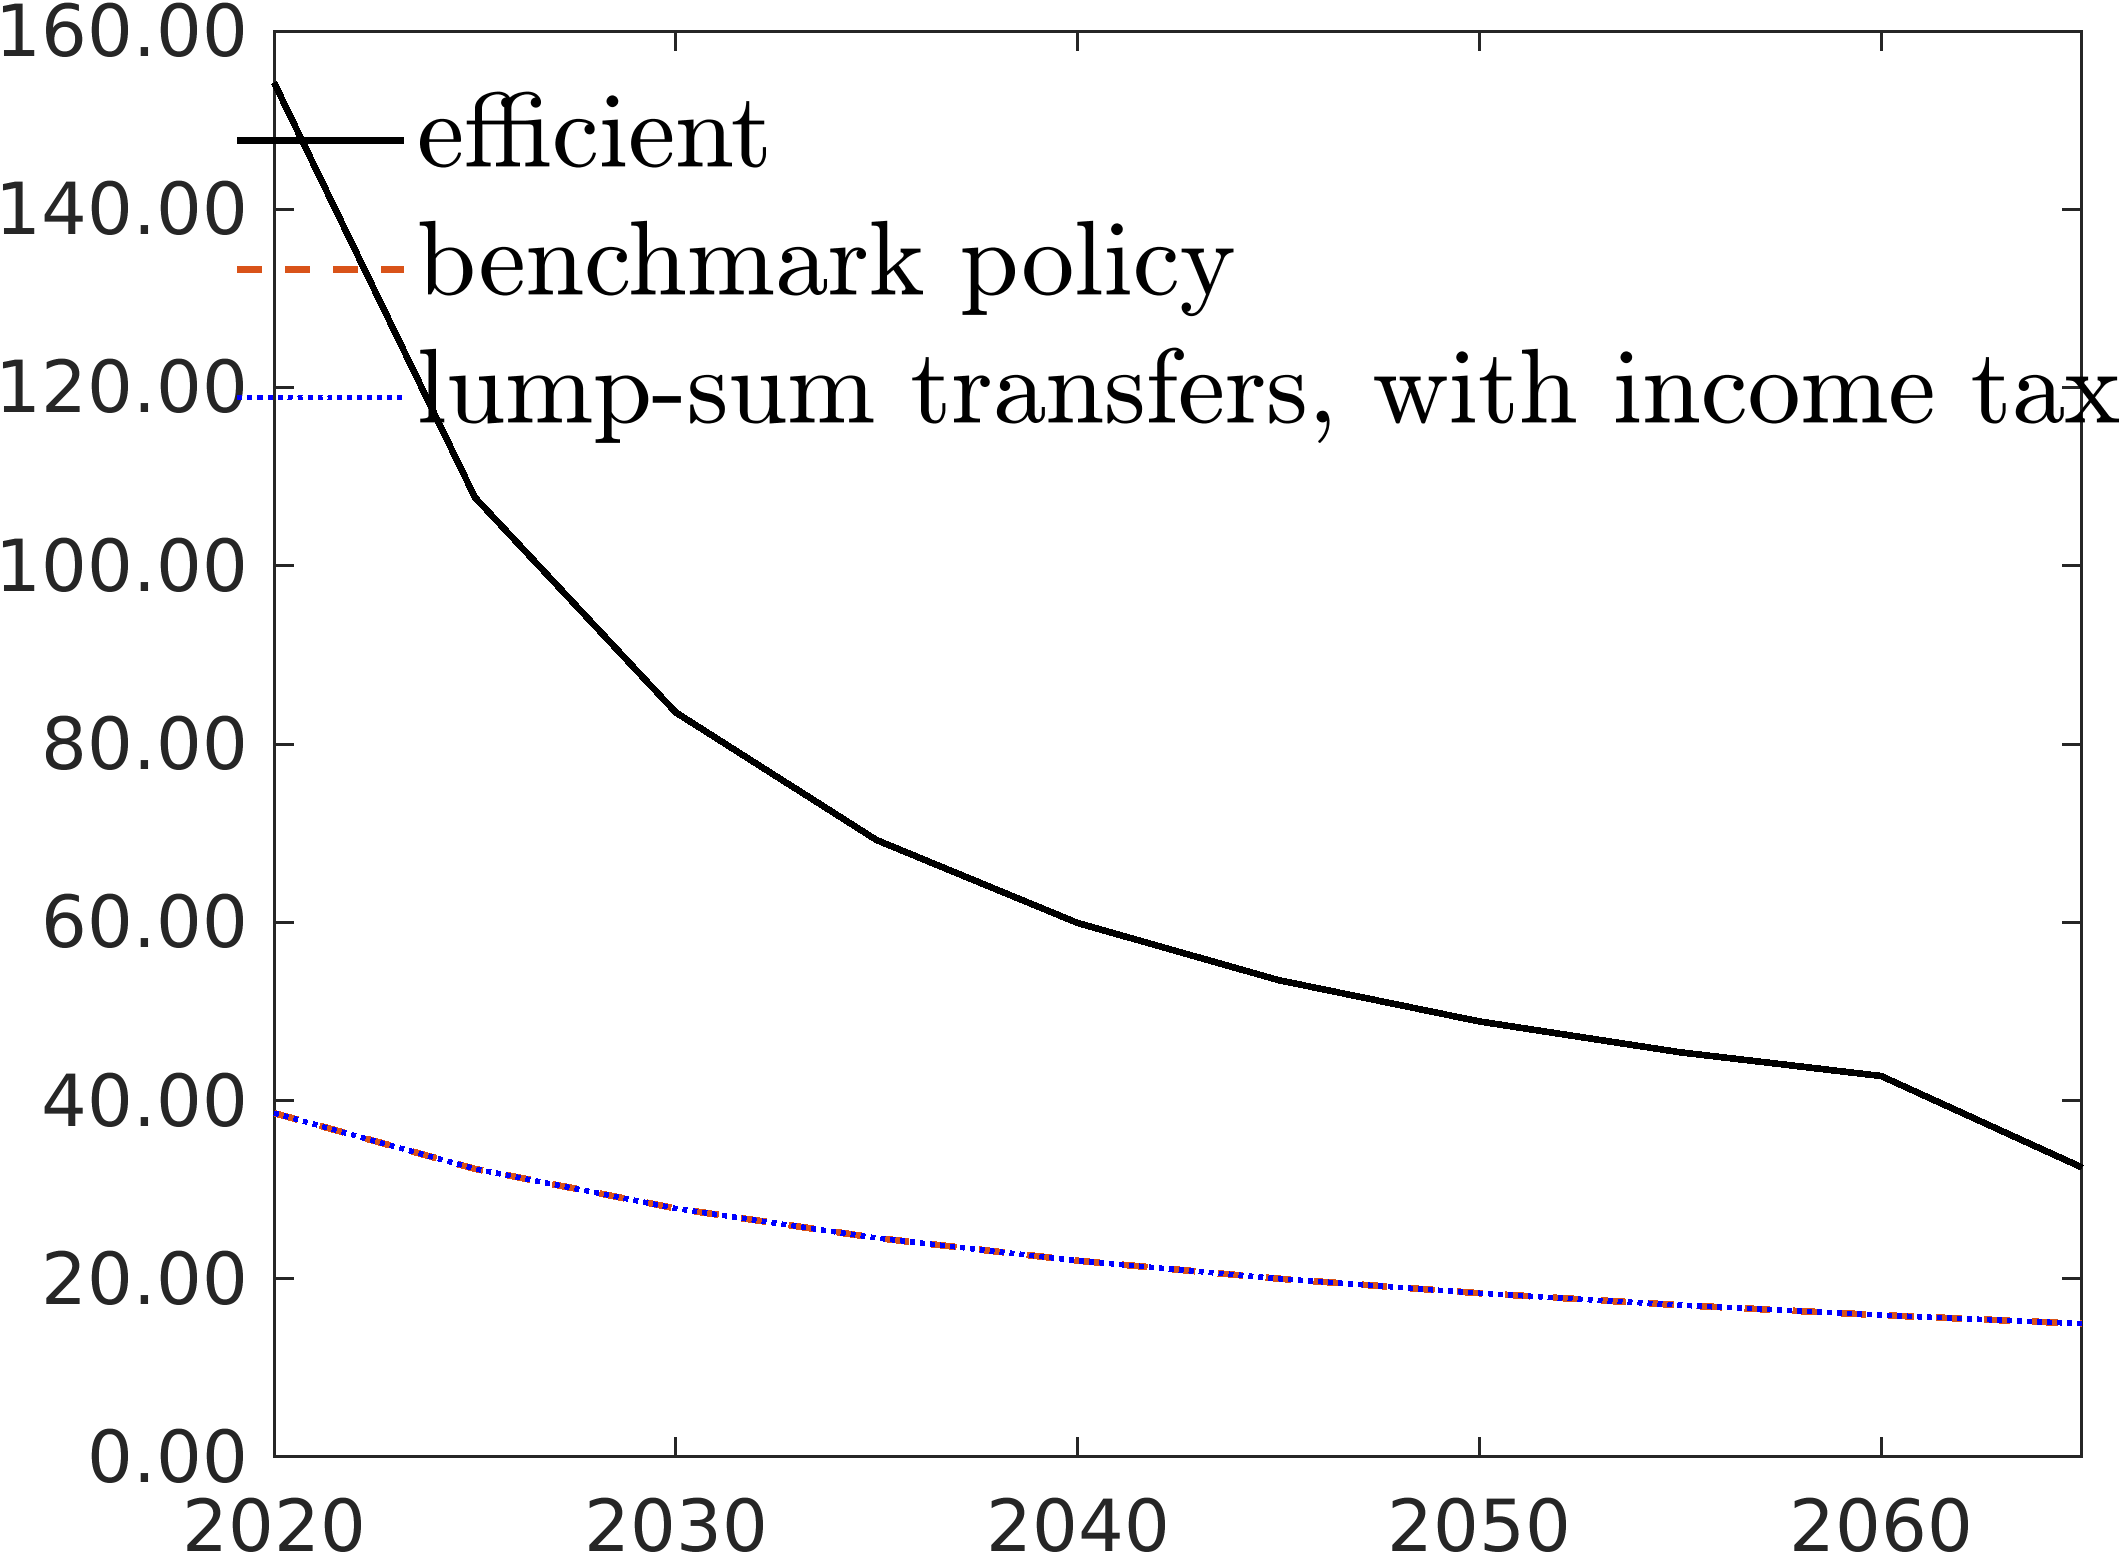 160.00
efficient
140.00
benchmark policy
120.00
lump-sum transfers, with income tax
100.00
80.00
60.00
40.00
20.00
0.00
2020 2030 2040 2050 2060